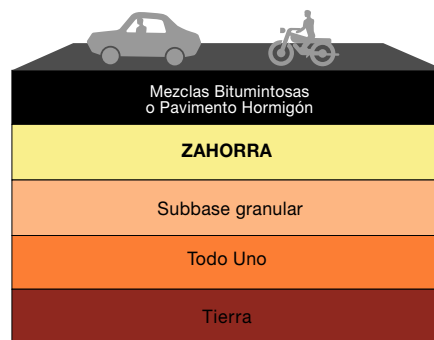 Mezclas Bitumintosas
o Pavimento Hormigón
ZAHORRA
Subbase granular
Todo Uno
Tierra